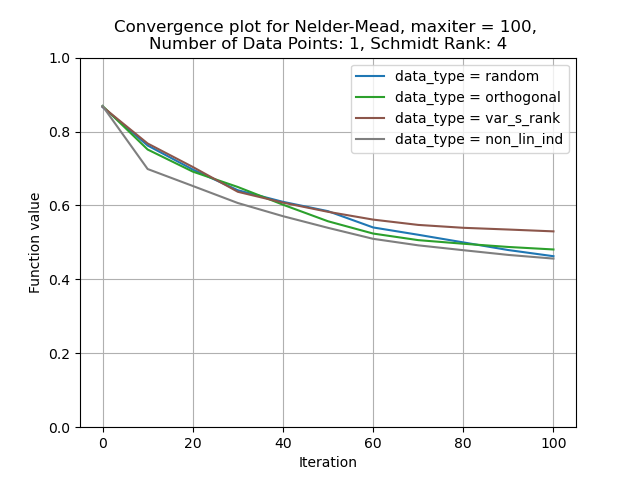 Convergence plot for Nelder-Mead, maxiter = 100,
Number of Data Points: 1, Schmidt Rank: 4
data_type = random
data_type = orthogonal
data_type = var_s_rank
data_type = non_lin_ind
Function value
1.0
0.8
0.6
0.4
0.2
0.0
0 20 40 60 80 100
Iteration